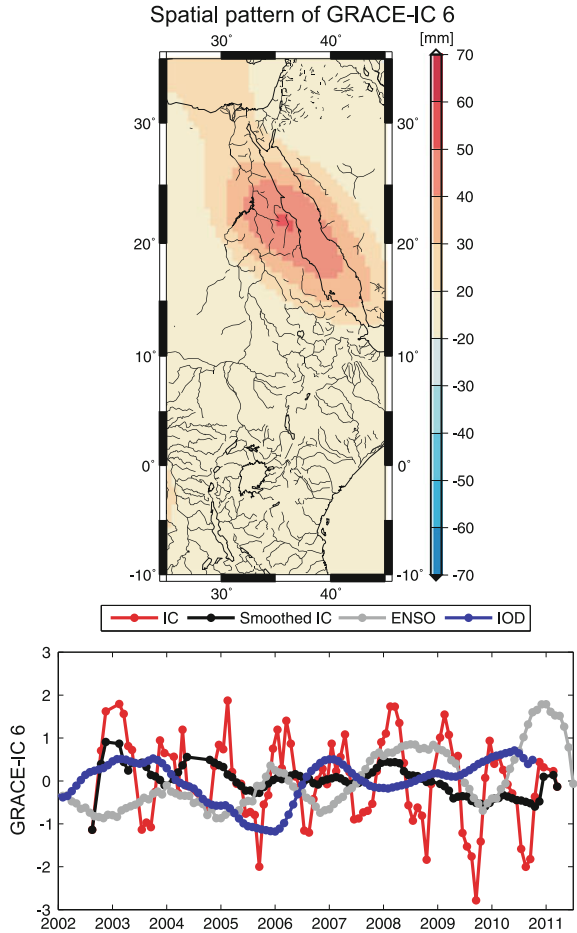 Spatial pattern of GRACE-IC 6
30˚ 40˚ [mm]
70
60
30˚ 30˚ 50
40
20˚ 20˚ 30
20
10˚ 10˚ -20
-30
-40
0˚ 0˚ -50
-60
-10˚ -10˚ -70
30˚ 40˚
IC Smoothed IC ENSO IOD
3
2
1
0
-1
-2
-3
GRACE-IC 6
2002 2003 2004 2005 2006 2007 2008 2009 2010 2011